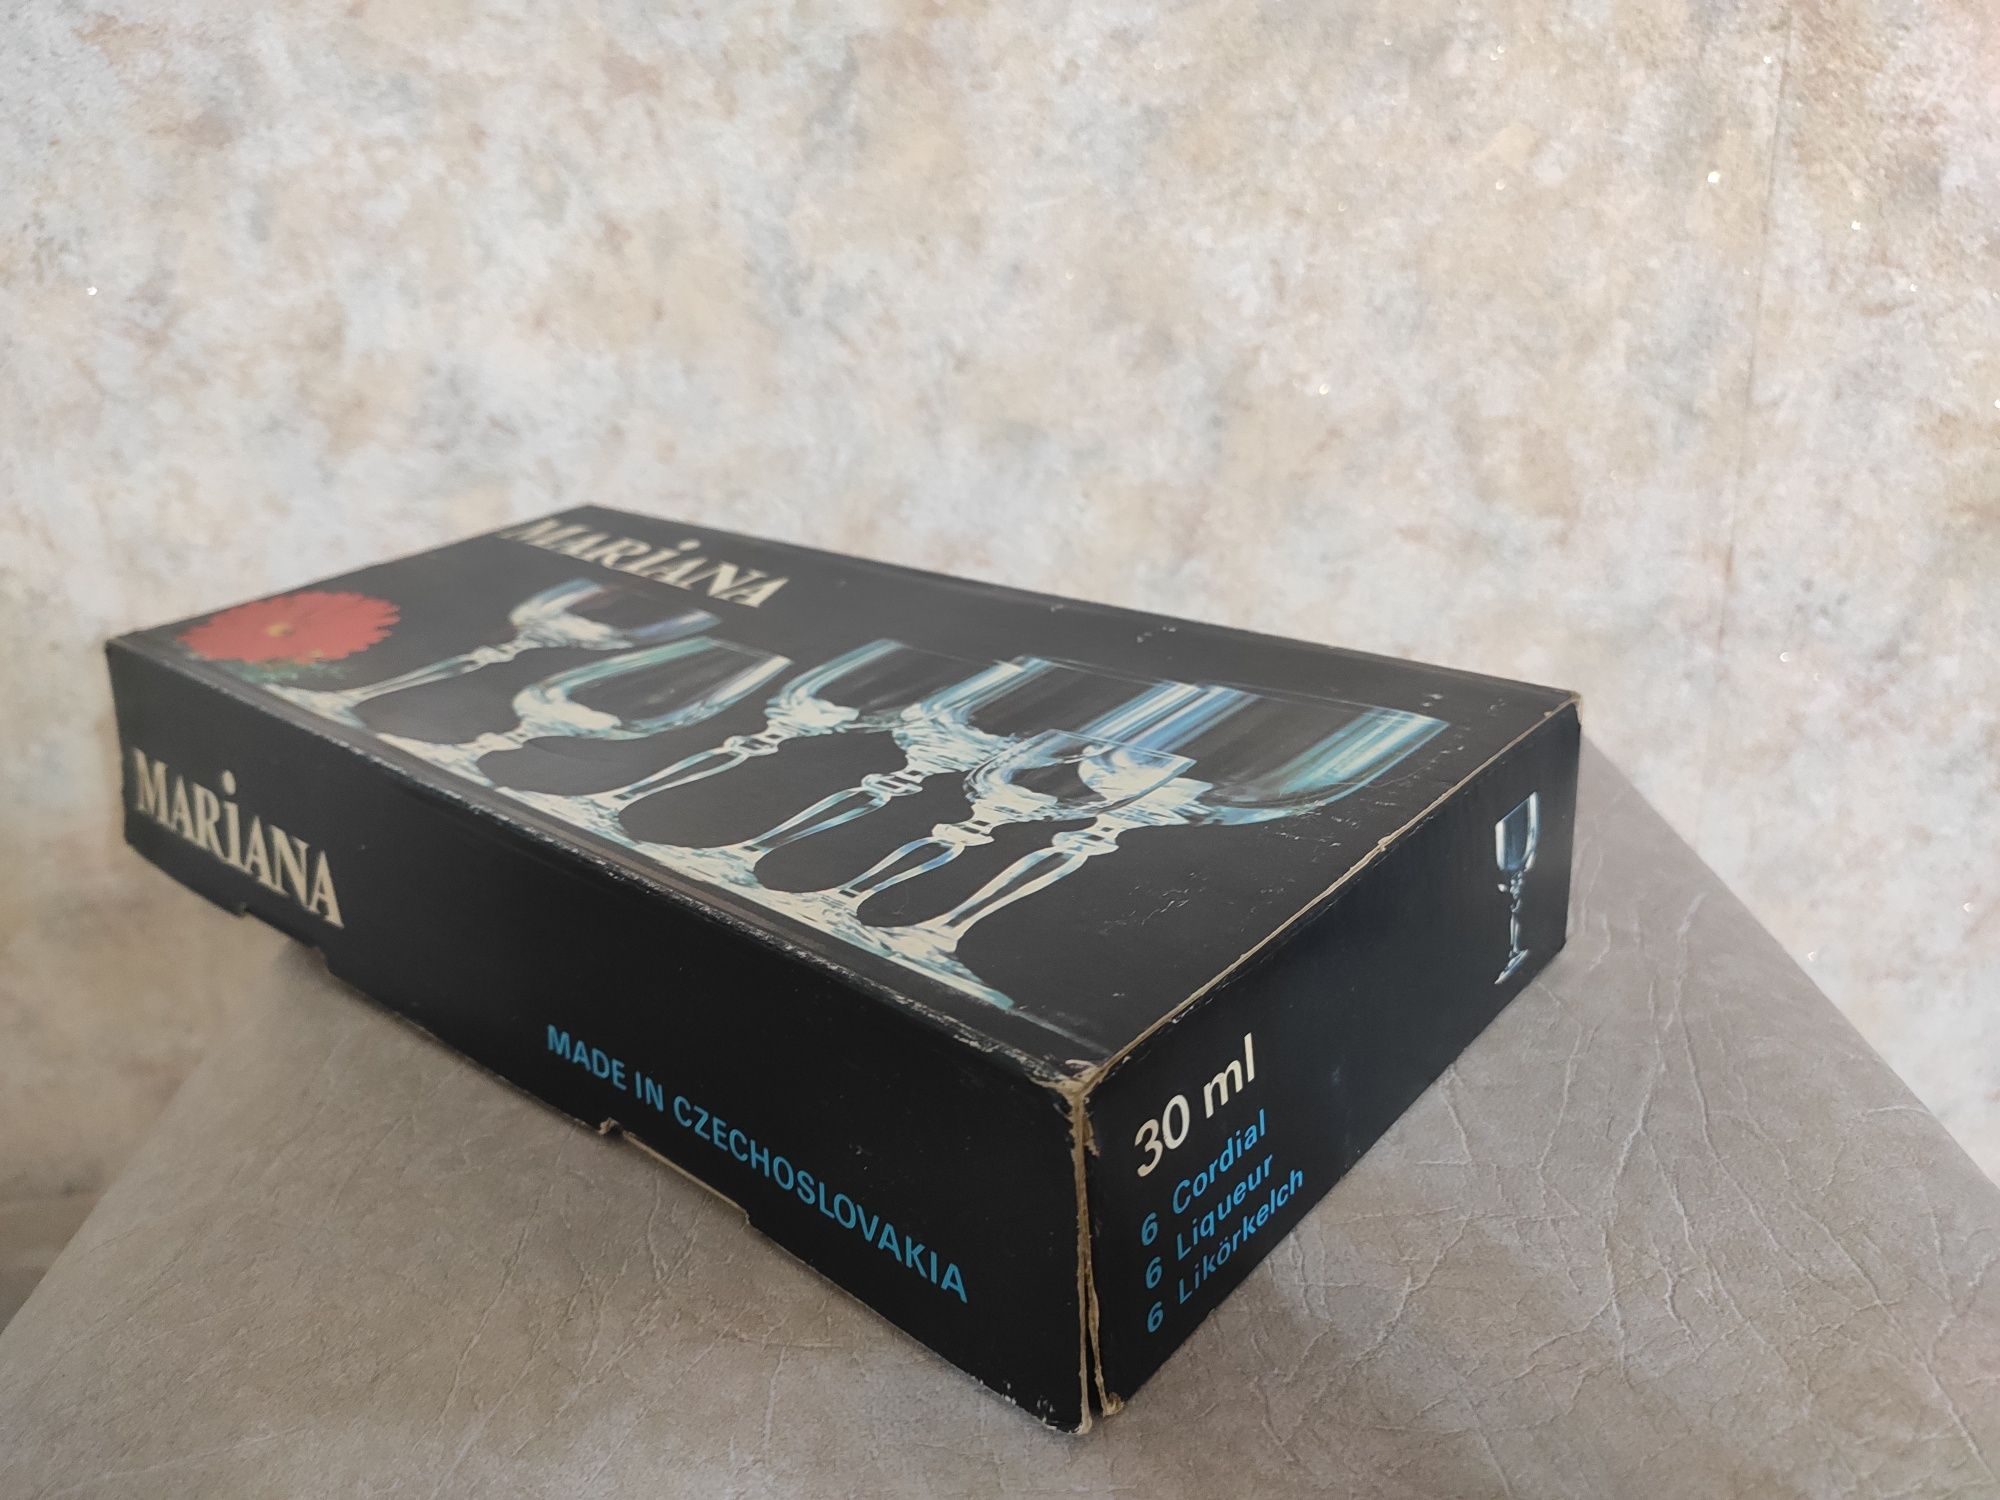 MARiANA
MARiANA
MADE IN CZECHOSLOVAKIA
30 ml
6 Cordial
6 Liqueur
6 Likörkelch